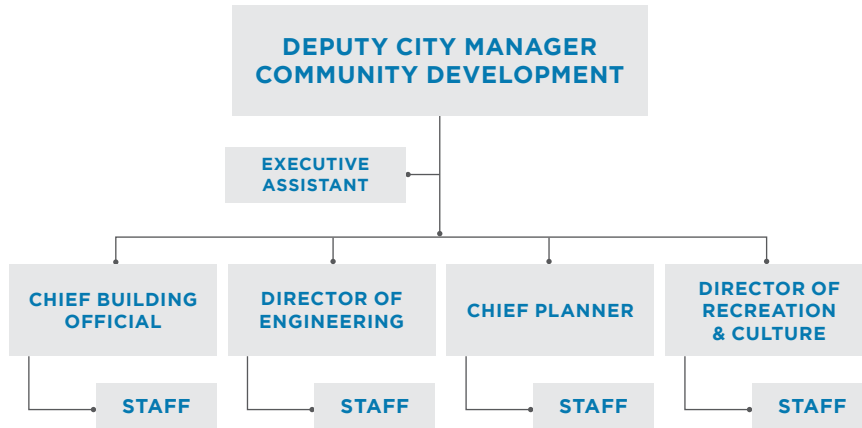 DEPUTY CITY MANAGER
COMMUNITY DEVELOPMENT
EXECUTIVE
ASSISTANT
CHIEF BUILDING
OFFICIAL
DIRECTOR OF
ENGINEERING
CHIEF PLANNER
DIRECTOR OF
RECREATION
& CULTURE
STAFF
STAFF
STAFF
STAFF